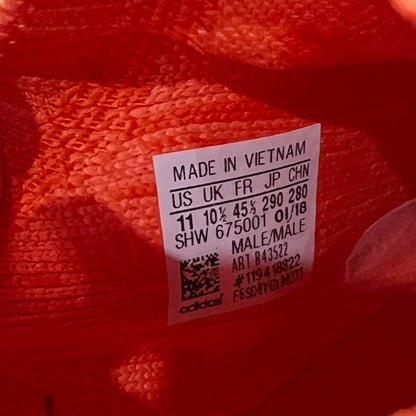 MADE IN VIETNAM
US UK FR JP CHN
11 10½ 45⅓ 290 280
SHW 675001 01/18
MALE/MALE
ART B43522
#119418822
adidas